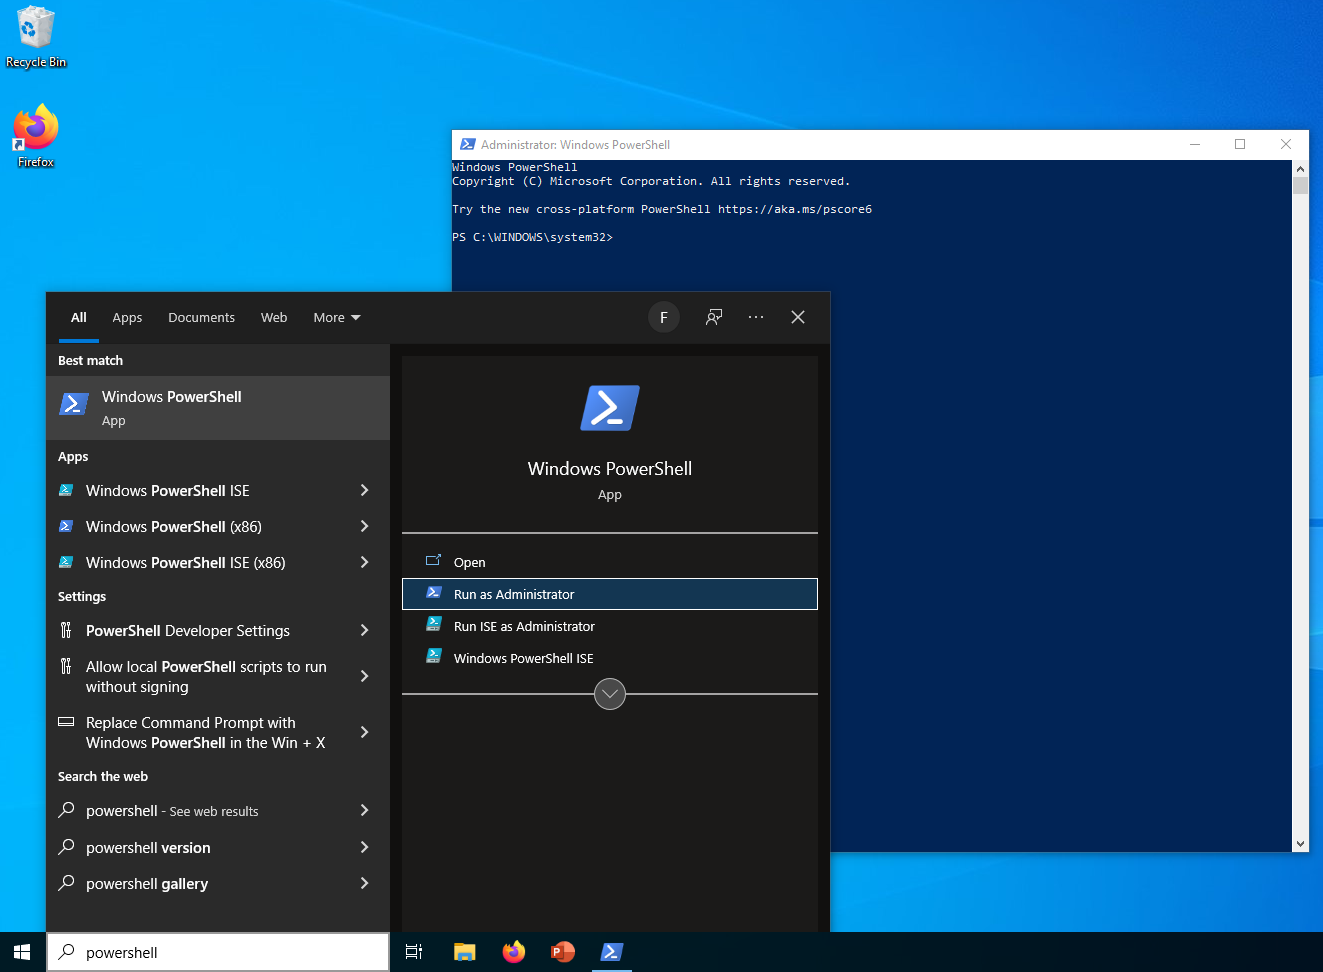 Recycle Bin
Firefox
Administrator: Windows PowerShell
Windows PowerShell
Copyright (C) Microsoft Corporation. All rights reserved.
Try the new cross-platform PowerShell https://aka.ms/pscore6
PS C:\WINDOWS\system32>
All Apps Documents Web More F
Best match
Windows PowerShell
App
Apps
Windows PowerShell ISE
Windows PowerShell (x86)
Windows PowerShell ISE (x86)
Settings
PowerShell Developer Settings
Allow local PowerShell scripts to run
without signing
Replace Command Prompt with
Windows PowerShell in the Win + X
Search the web
powershell - See web results
powershell version
powershell gallery
Windows PowerShell
App
Open
Run as Administrator
Run ISE as Administrator
Windows PowerShell ISE
powershell
P